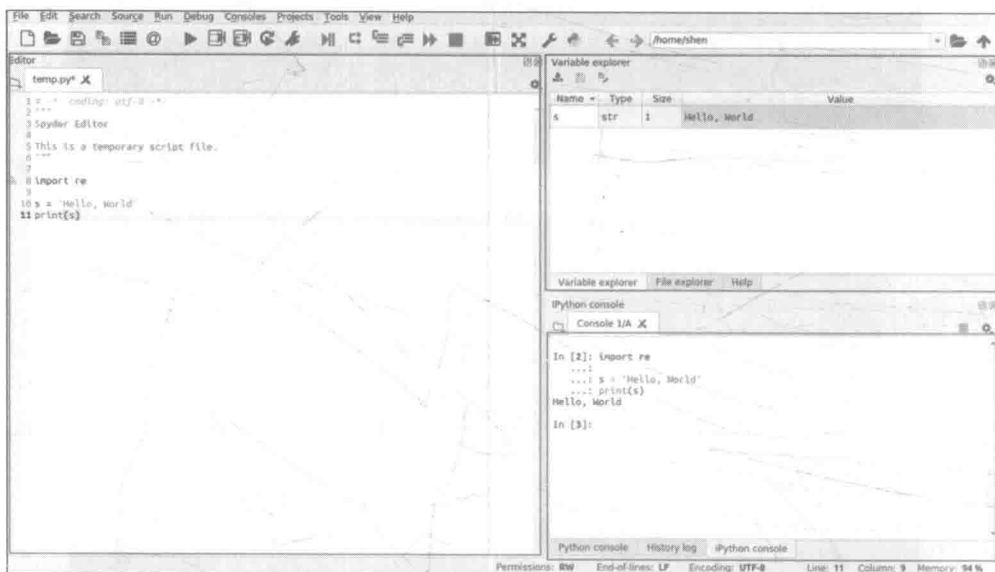 File Edit Search Source Run Debug Consoles Projects Tools View Help
/home/shen
Editor
temp.py* X
1 # -*- coding: utf-8 -*-
2 """
3 Spyder Editor
4
5 This is a temporary script file.
6 """
7
8 import re
9
10 s = 'Hello, World'
11 print(s)
Variable explorer
Name Type Size Value
s str 1 Hello, World
Variable explorer File explorer Help
IPython console
Console 1/A X
In [2]: import re
...:
...: s = 'Hello, World'
...: print(s)
Hello, World
In [3]:
Python console History log IPython console
Permissions: RW End-of-lines: LF Encoding: UTF-8 Line: 11 Column: 9 Memory: 94 %